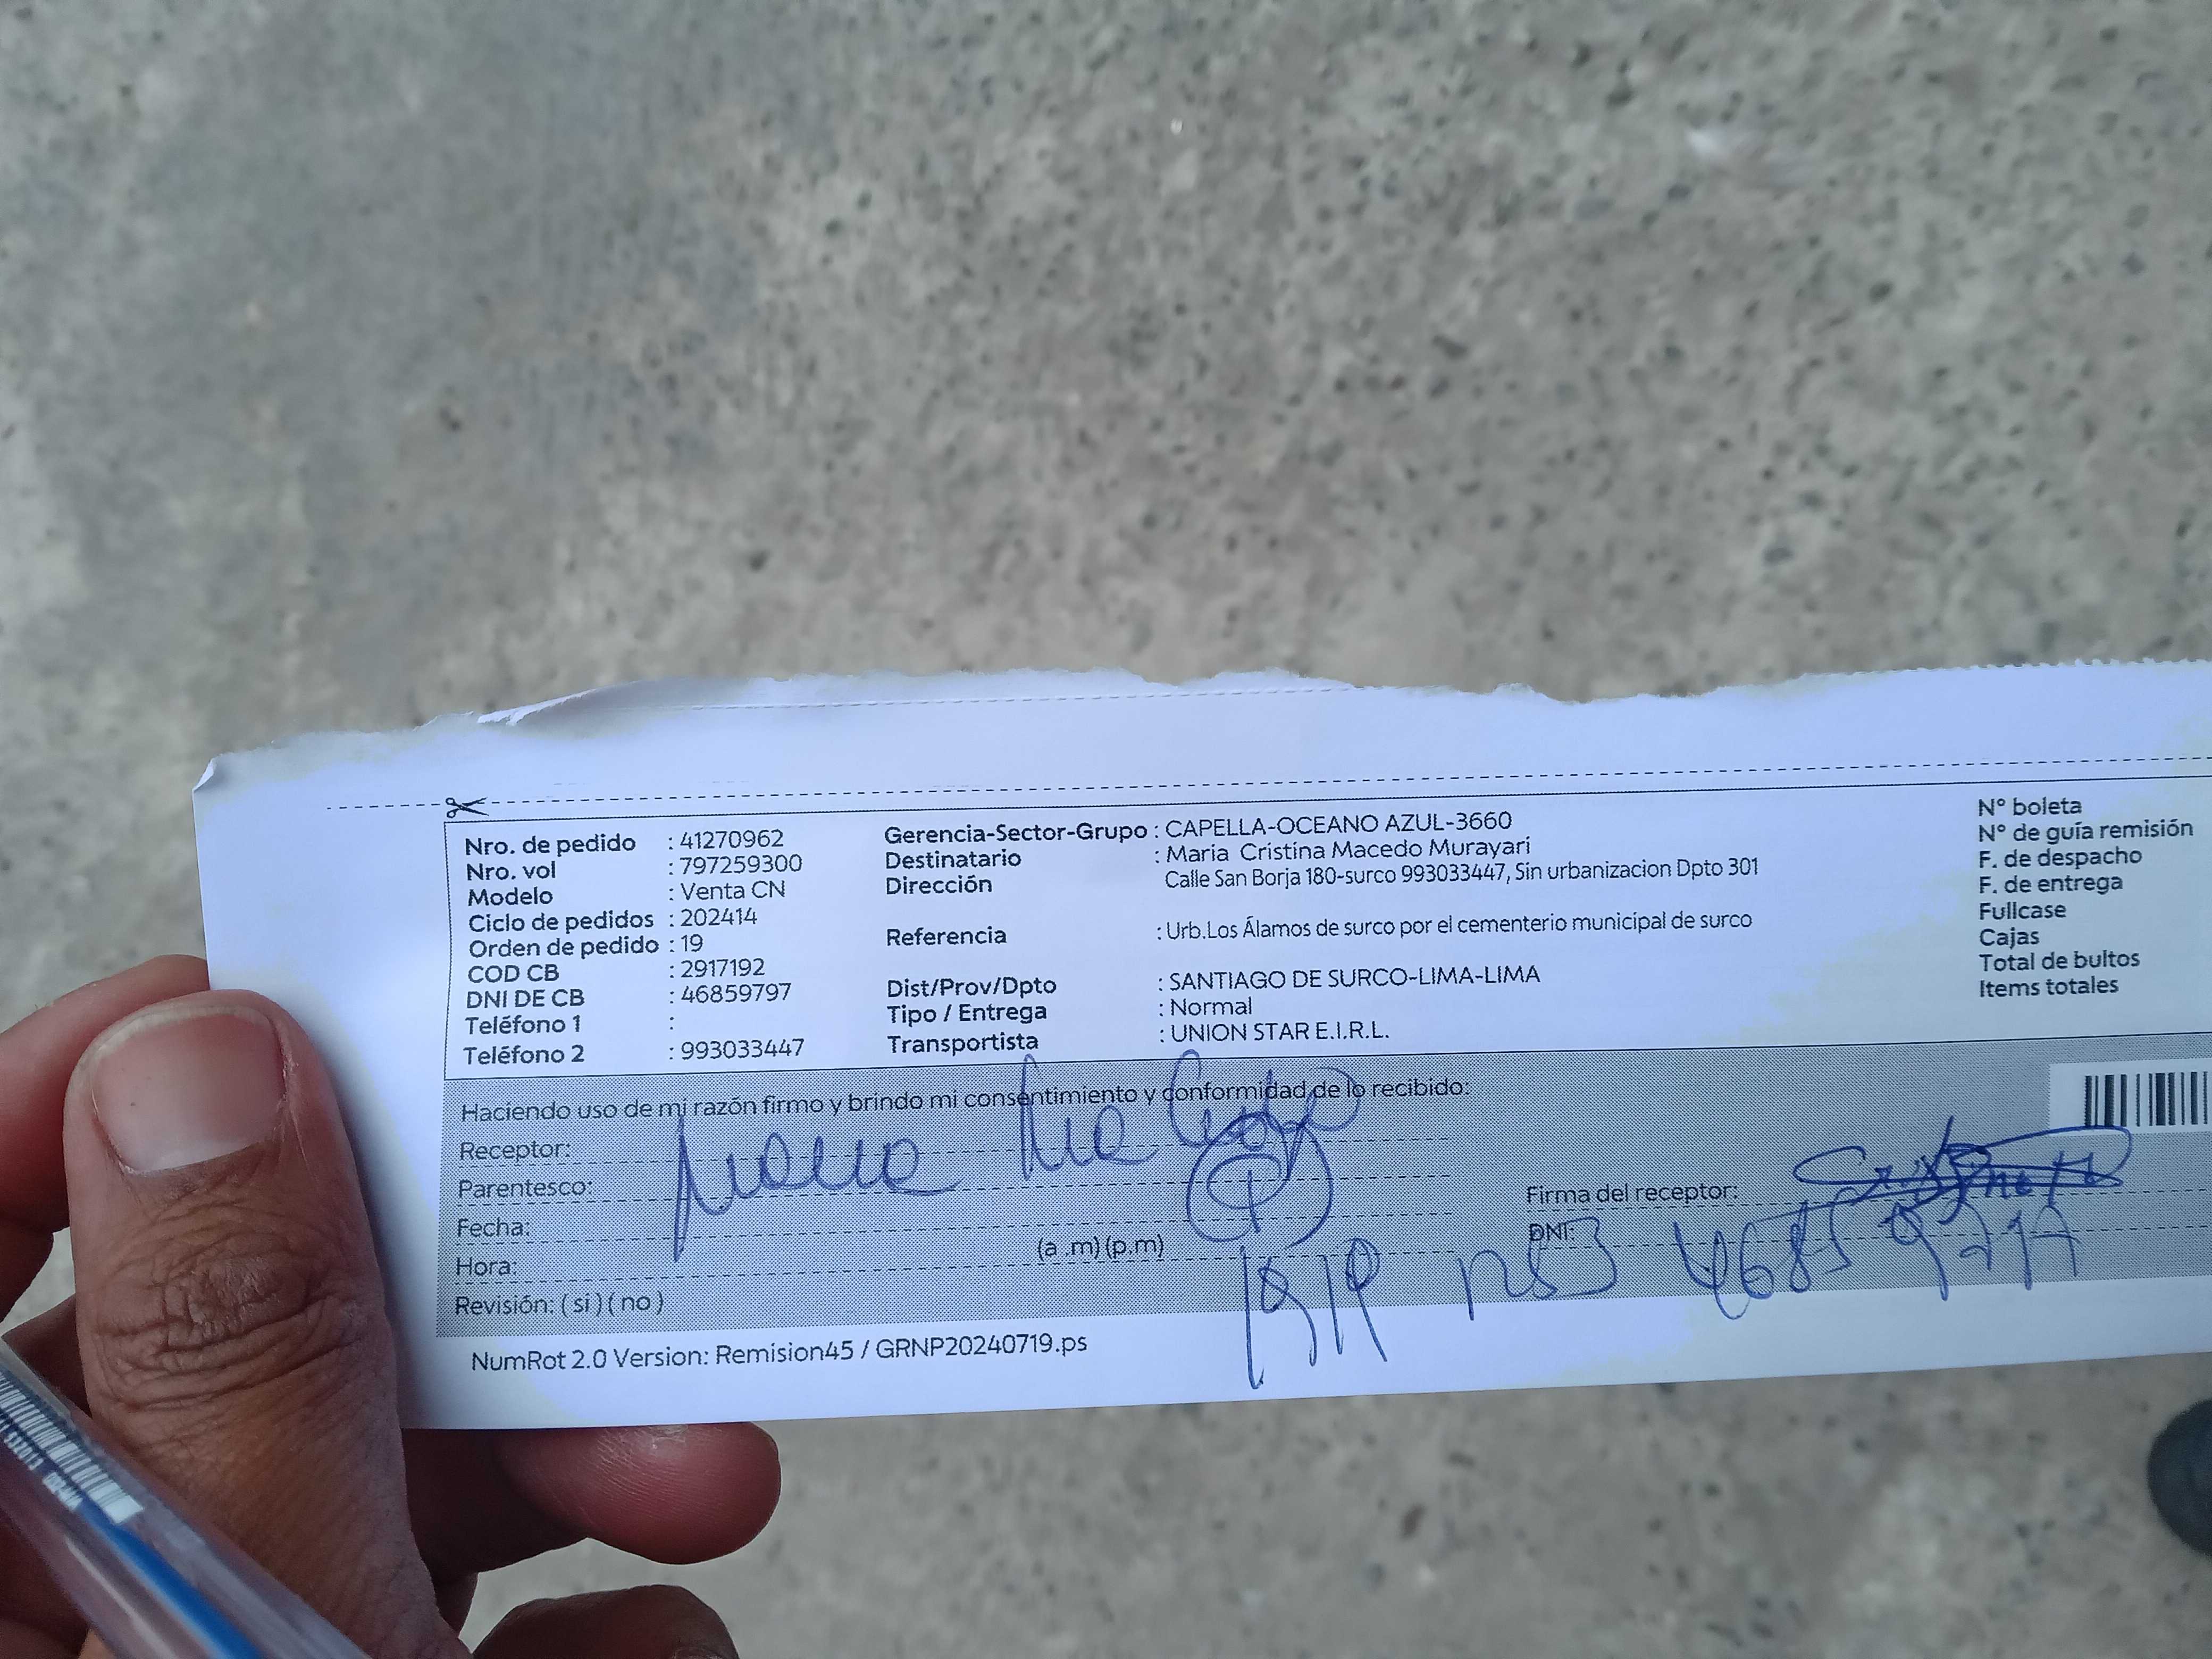 Nro. de pedido : 41270962
Nro. vol : 797259300
Modelo : Venta CN
Ciclo de pedidos : 202414
Orden de pedido : 19
COD CB : 2917192
DNI DE CB : 46859797
Teléfono 1 :
Teléfono 2 : 993033447
Gerencia-Sector-Grupo : CAPELLA-OCEANO AZUL-3660
Destinatario : Maria Cristina Macedo Murayari
Dirección Calle San Borja 180-surco 993033447, Sin urbanizacion Dpto 301
Referencia : Urb.Los Álamos de surco por el cementerio municipal de surco
Dist/Prov/Dpto : SANTIAGO DE SURCO-LIMA-LIMA
Tipo / Entrega : Normal
Transportista : UNION STAR E.I.R.L.
N° boleta
N° de guía remisión
F. de despacho
F. de entrega
Fullcase
Cajas
Total de bultos
Items totales
Haciendo uso de mi razón firmo y brindo mi consentimiento y conformidad de lo recibido:
Receptor:
Parentesco:
Fecha:
Hora: (a .m) (p.m)
Revisión: ( si ) ( no )
Firma del receptor:
DNI:
NumRot 2.0 Version: Remision45 / GRNP20240719.ps